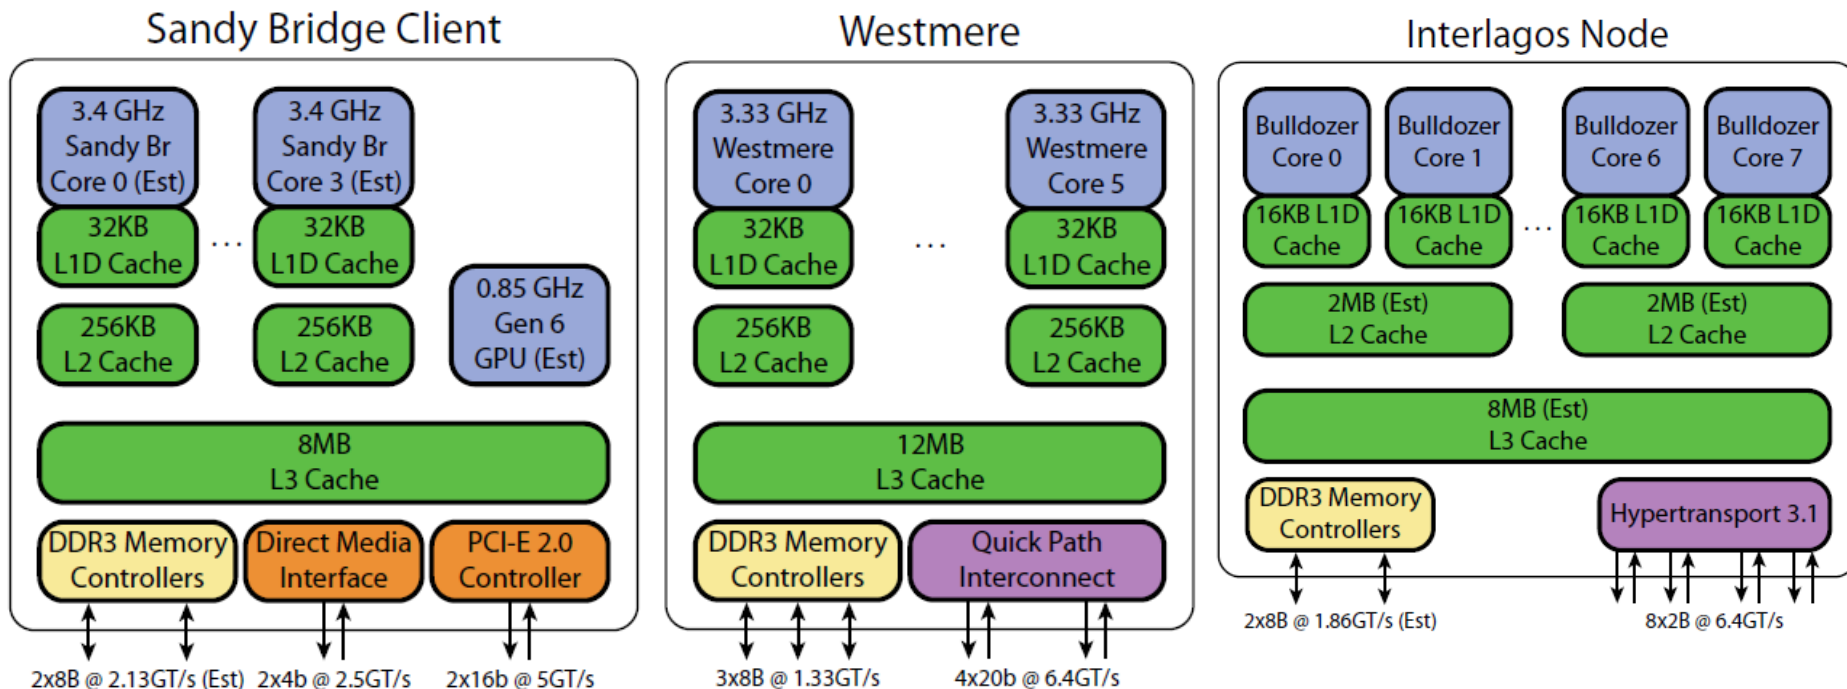 Sandy Bridge Client
3.4 GHz
Sandy Br
Core 0 (Est)
3.4 GHz
Sandy Br
Core 3 (Est)
32KB
L1D Cache
...
32KB
L1D Cache
256KB
L2 Cache
256KB
L2 Cache
0.85 GHz
Gen 6
GPU (Est)
8MB
L3 Cache
DDR3 Memory
Controllers
Direct Media
Interface
PCI-E 2.0
Controller
2x8B @ 2.13GT/s (Est)
2x4b @ 2.5GT/s
2x16b @ 5GT/s
Westmere
3.33 GHz
Westmere
Core 0
3.33 GHz
Westmere
Core 5
32KB
L1D Cache
...
32KB
L1D Cache
256KB
L2 Cache
256KB
L2 Cache
12MB
L3 Cache
DDR3 Memory
Controllers
Quick Path
Interconnect
3x8B @ 1.33GT/s
4x20b @ 6.4GT/s
Interlagos Node
Bulldozer
Core 0
Bulldozer
Core 1
Bulldozer
Core 6
Bulldozer
Core 7
16KB L1D
Cache
16KB L1D
Cache
...
16KB L1D
Cache
16KB L1D
Cache
2MB (Est)
L2 Cache
2MB (Est)
L2 Cache
8MB (Est)
L3 Cache
DDR3 Memory
Controllers
Hypertransport 3.1
2x8B @ 1.86GT/s (Est)
8x2B @ 6.4GT/s